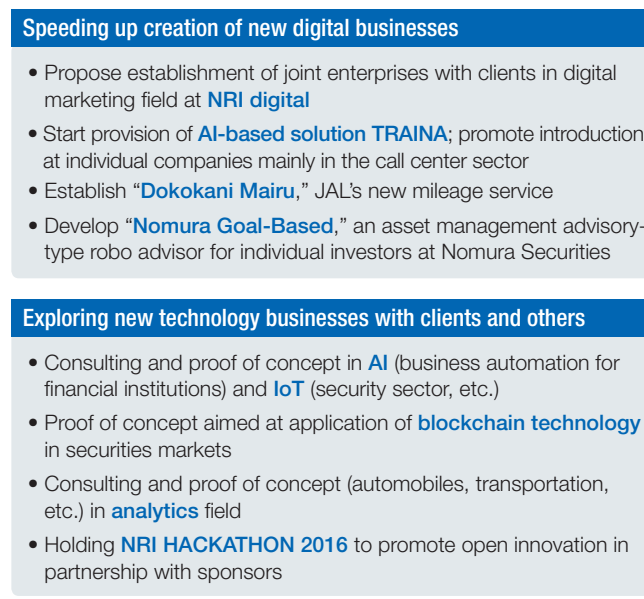 Speeding up creation of new digital businesses
• Propose establishment of joint enterprises with clients in digital
marketing field at NRI digital
• Start provision of AI-based solution TRAINA; promote introduction
at individual companies mainly in the call center sector
• Establish “Dokokani Mairu,” JAL’s new mileage service
• Develop “Nomura Goal-Based,” an asset management advisory-
type robo advisor for individual investors at Nomura Securities
Exploring new technology businesses with clients and others
• Consulting and proof of concept in AI (business automation for
financial institutions) and IoT (security sector, etc.)
• Proof of concept aimed at application of blockchain technology
in securities markets
• Consulting and proof of concept (automobiles, transportation,
etc.) in analytics field
• Holding NRI HACKATHON 2016 to promote open innovation in
partnership with sponsors